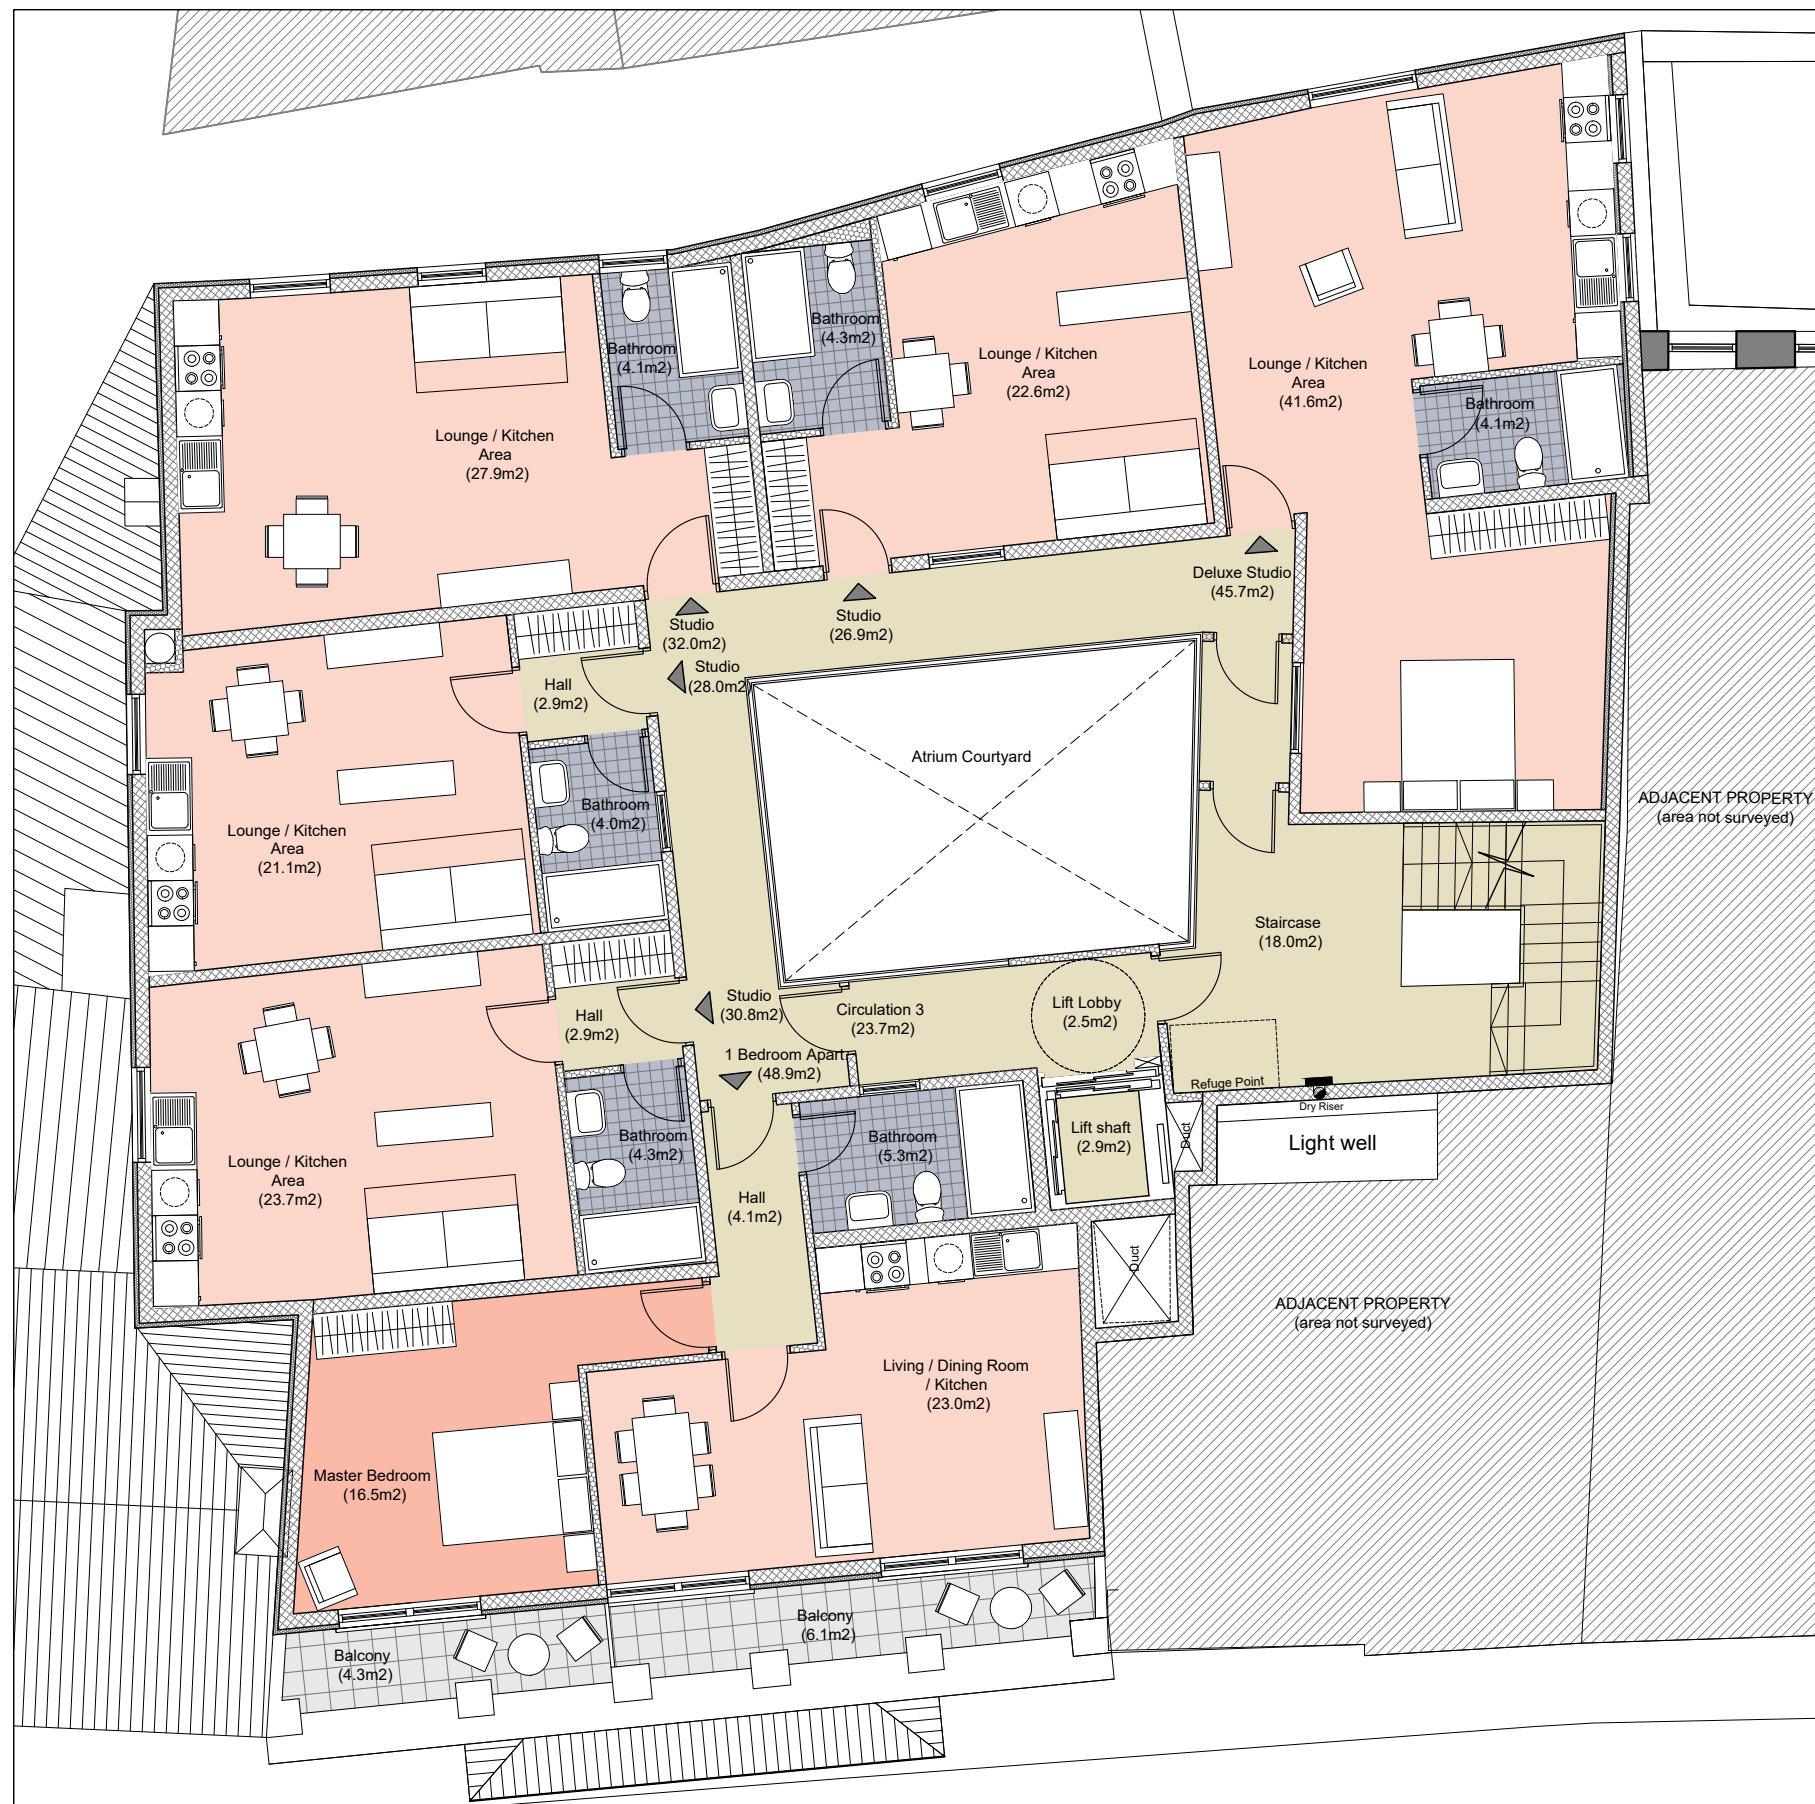 Bathroom
(4.1m2)
Bathroom
(4.3m2)
Lounge / Kitchen
Area
(22.6m2)
Lounge / Kitchen
Area
(41.6m2)
Bathroom
(4.1m2)
Lounge / Kitchen
Area
(27.9m2)
Deluxe Studio
(45.7m2)
Studio
(32.0m2)
Studio
(26.9m2)
Studio
(28.0m2
Hall
(2.9m2)
Atrium Courtyard
Bathroom
(4.0m2)
Lounge / Kitchen
Area
(21.1m2)
ADJACENT PROPERTY
(area not surveyed)
Staircase
(18.0m2)
Studio
(30.8m2)
Circulation 3
(23.7m2)
Lift Lobby
(2.5m2)
Hall
(2.9m2)
1 Bedroom Apart
(48.9m2)
Refuge Point
Dry Riser
Light well
Lift shaft
(2.9m2)
Duct
Bathroom
(4.3m2)
Bathroom
(5.3m2)
Lounge / Kitchen
Area
(23.7m2)
Hall
(4.1m2)
Duct
ADJACENT PROPERTY
(area not surveyed)
Living / Dining Room
/ Kitchen
(23.0m2)
Master Bedroom
(16.5m2)
Balcony
(6.1m2)
Balcony
(4.3m2)